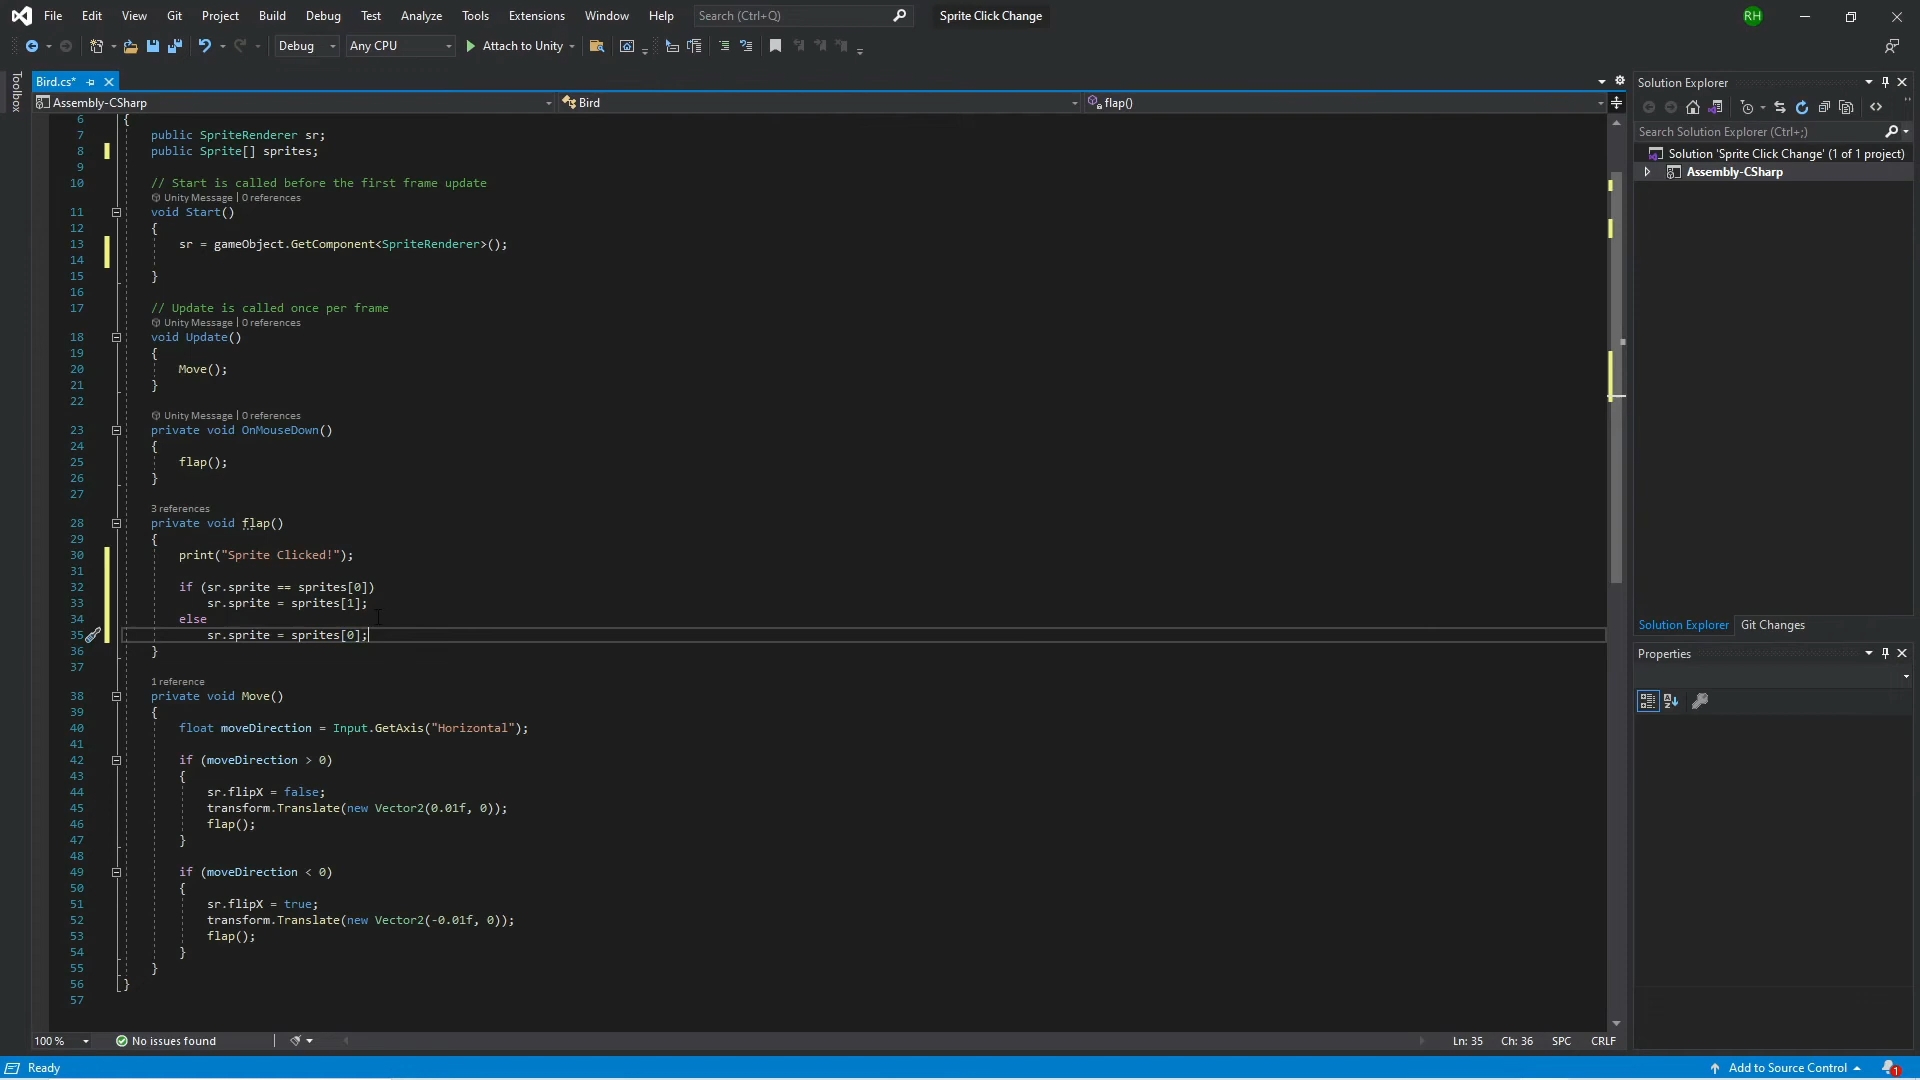 File Edit View Git Project Build Debug Test Analyze Tools Extensions Window Help Search (Ctrl+Q) Sprite Click Change RH
Debug Any CPU Attach to Unity
Toolbox
Bird.cs*
Assembly-CSharp Bird flap()
6 {
7 public SpriteRenderer sr;
8 public Sprite[] sprites;
9
10 // Start is called before the first frame update
Unity Message | 0 references
11 void Start()
12 {
13 sr = gameObject.GetComponent<SpriteRenderer>();
14
15 }
16
17 // Update is called once per frame
Unity Message | 0 references
18 void Update()
19 {
20 Move();
21 }
22
Unity Message | 0 references
23 private void OnMouseDown()
24 {
25 flap();
26 }
27
3 references
28 private void flap()
29 {
30 print("Sprite Clicked!");
31
32 if (sr.sprite == sprites[0])
33 sr.sprite = sprites[1];
34 else
35 sr.sprite = sprites[0];
36 }
37
1 reference
38 private void Move()
39 {
40 float moveDirection = Input.GetAxis("Horizontal");
41
42 if (moveDirection > 0)
43 {
44 sr.flipX = false;
45 transform.Translate(new Vector2(0.01f, 0));
46 flap();
47 }
48
49 if (moveDirection < 0)
50 {
51 sr.flipX = true;
52 transform.Translate(new Vector2(-0.01f, 0));
53 flap();
54 }
55 }
56 }
57
100 % No issues found Ln: 35 Ch: 36 SPC CRLF
Solution Explorer
Search Solution Explorer (Ctrl+;)
Solution 'Sprite Click Change' (1 of 1 project)
Assembly-CSharp
Solution Explorer Git Changes
Properties
Ready Add to Source Control 1